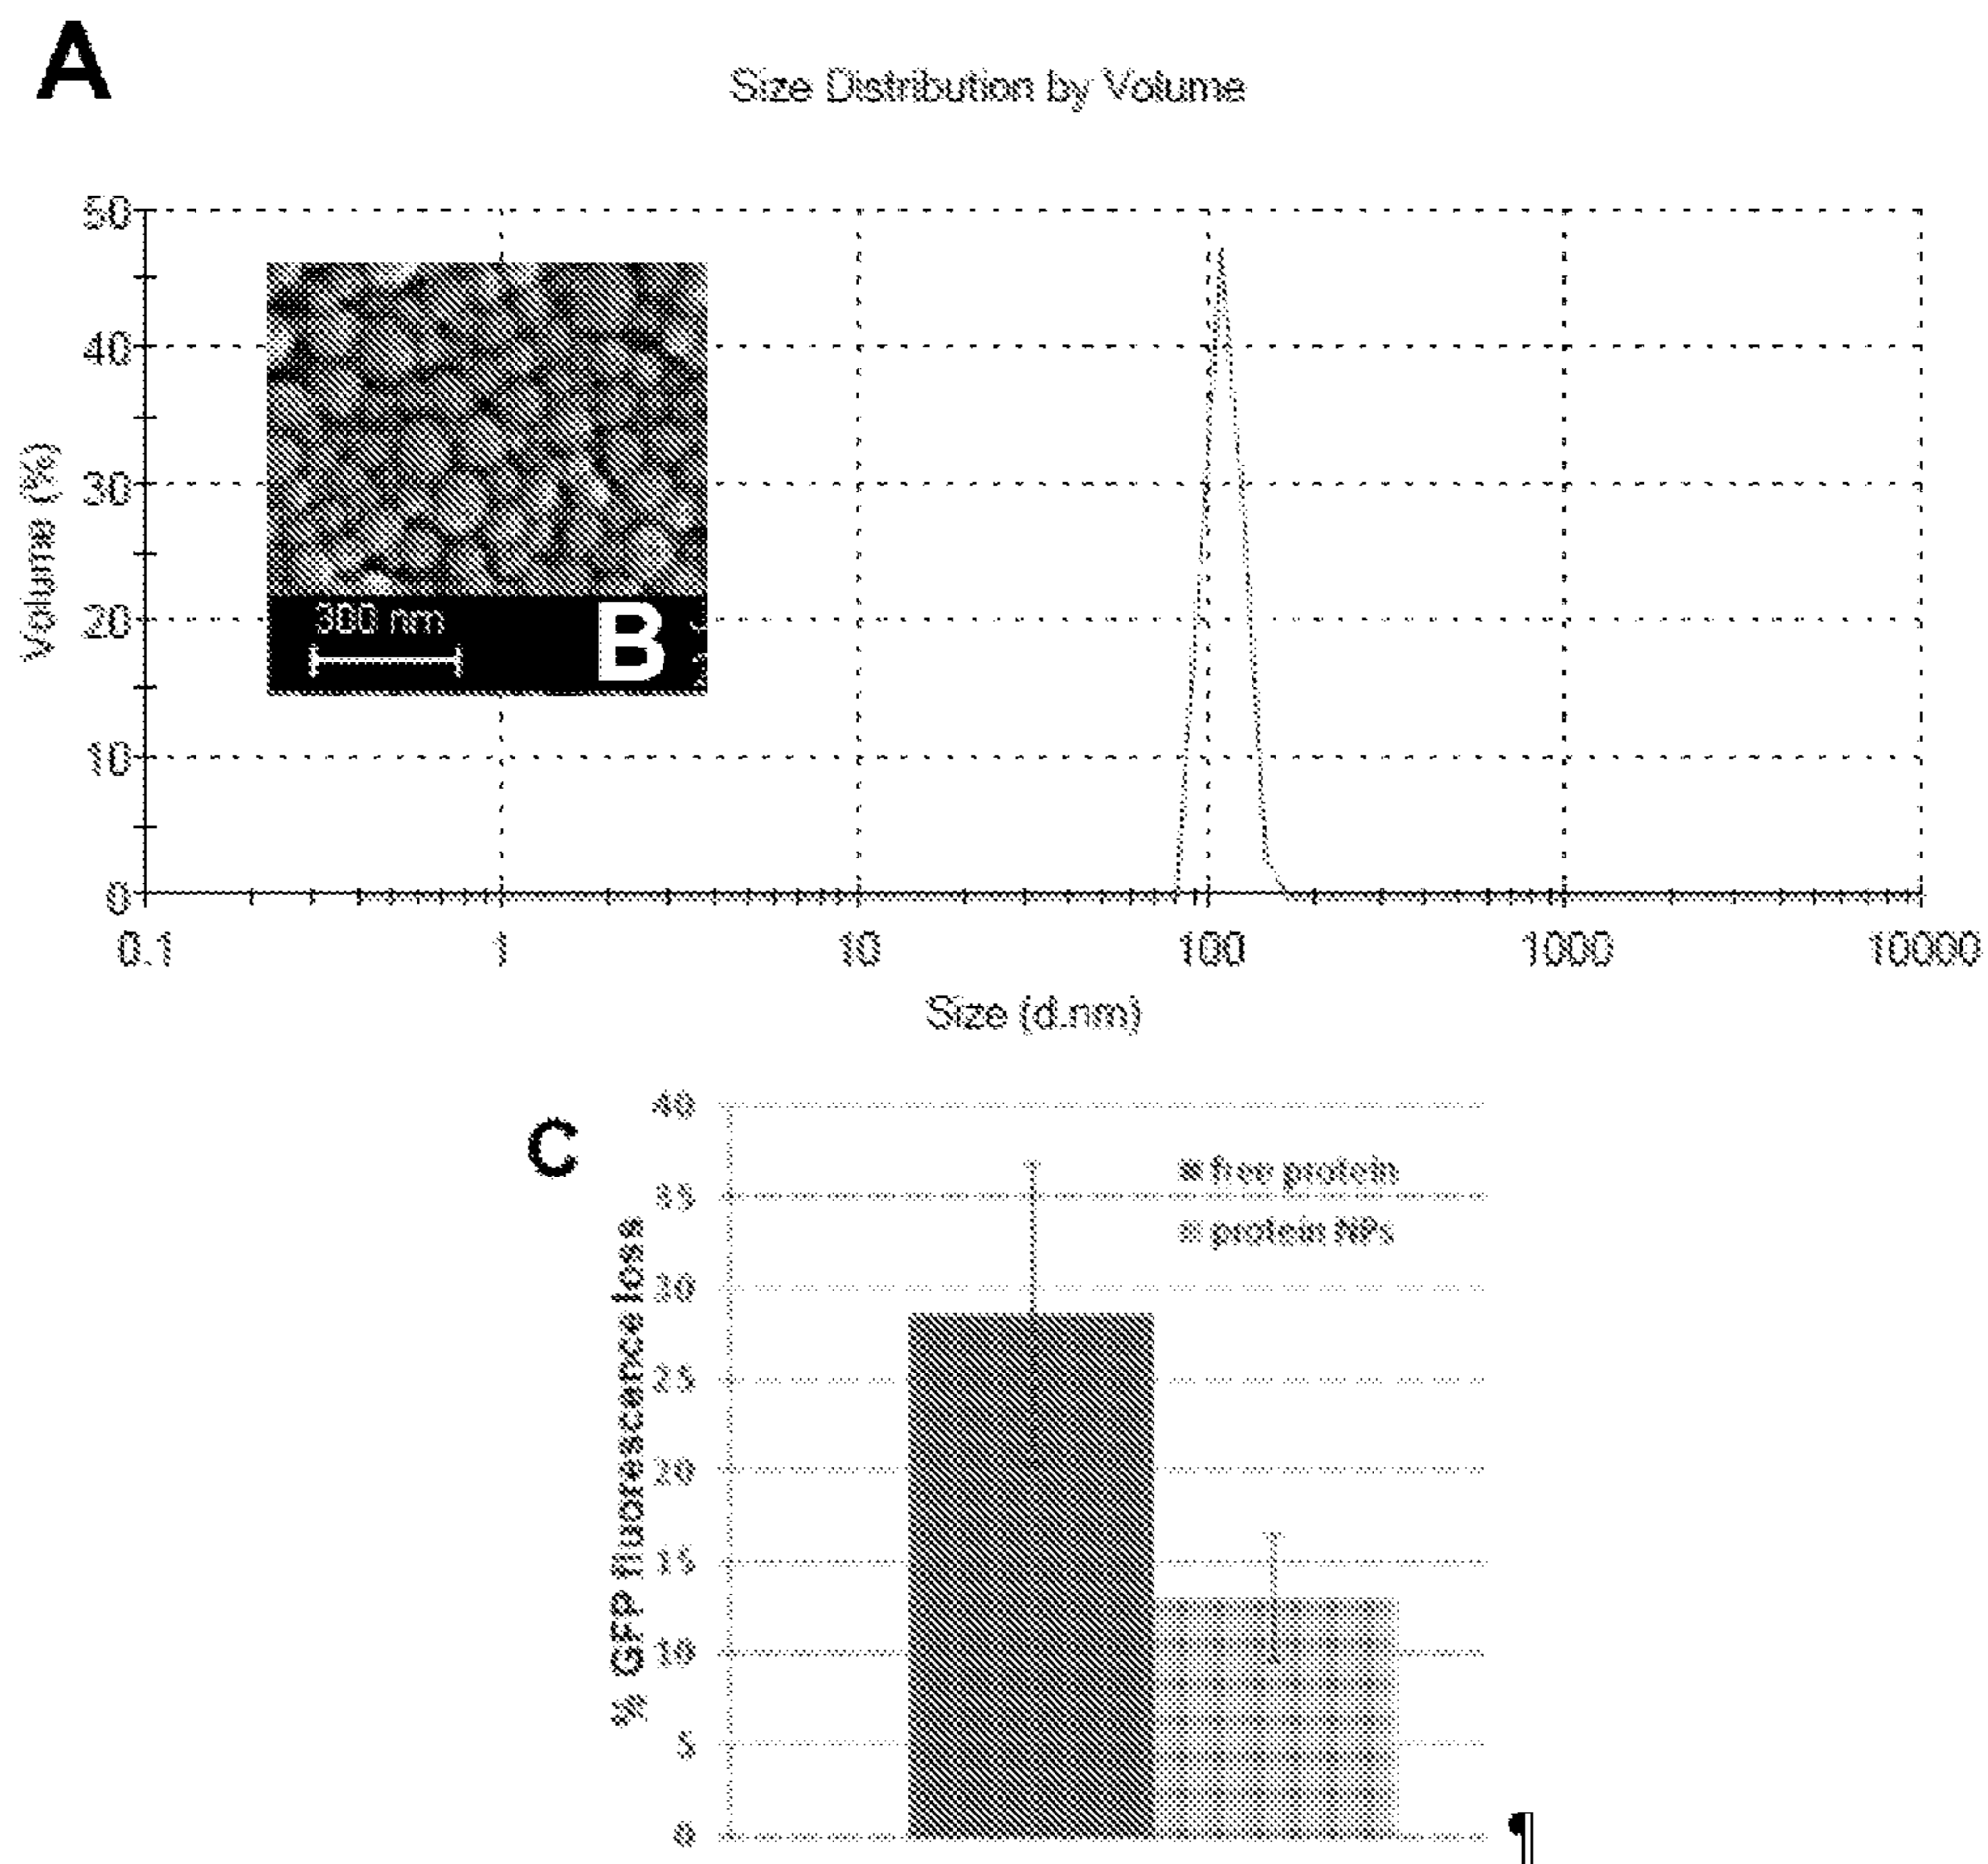 A
Size Distribution by Volume
Volume (%)
50
40
30
20
10
0
300 nm
B
0.1 1 10 100 1000 10000
Size (d.nm)
C
% GFP fluorescence loss
40
35
30
25
20
15
10
5
0
free protein
protein NPs
¶